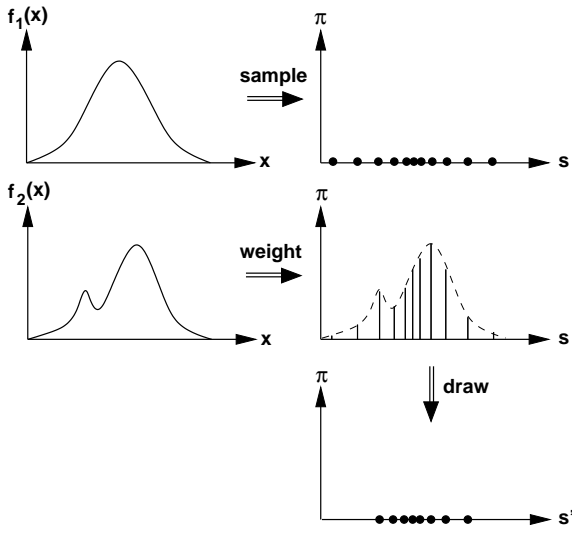 f₁(x)
π
sample
x
s
f₂(x)
π
weight
x
s
π
draw
s'